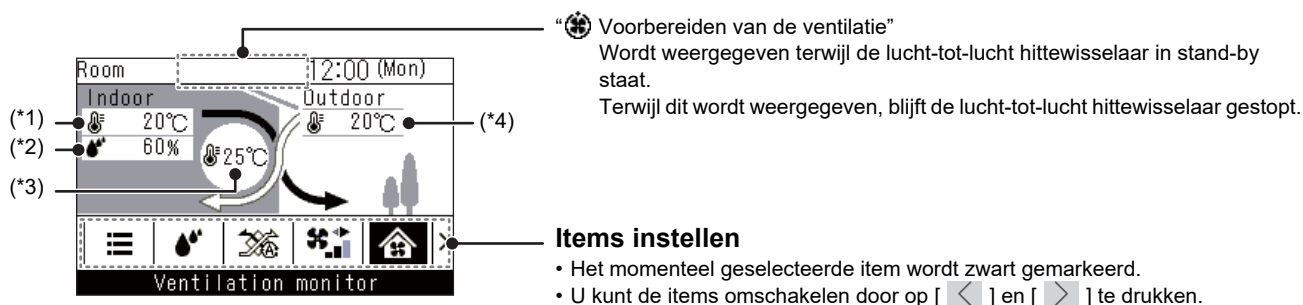 “ Voorbereiden van de ventilatie”
Wordt weergegeven terwijl de lucht-tot-lucht hittewisselaar in stand-by
staat.
Terwijl dit wordt weergegeven, blijft de lucht-tot-lucht hittewisselaar gestopt.
Room 12:00 (Mon)
Indoor Outdoor
(*1) 20℃ 20℃ (*4)
(*2) 60%
25℃
(*3)
Ventilation monitor
Items instellen
• Het momenteel geselecteerde item wordt zwart gemarkeerd.
• U kunt de items omschakelen door op [ < ] en [ > ] te drukken.